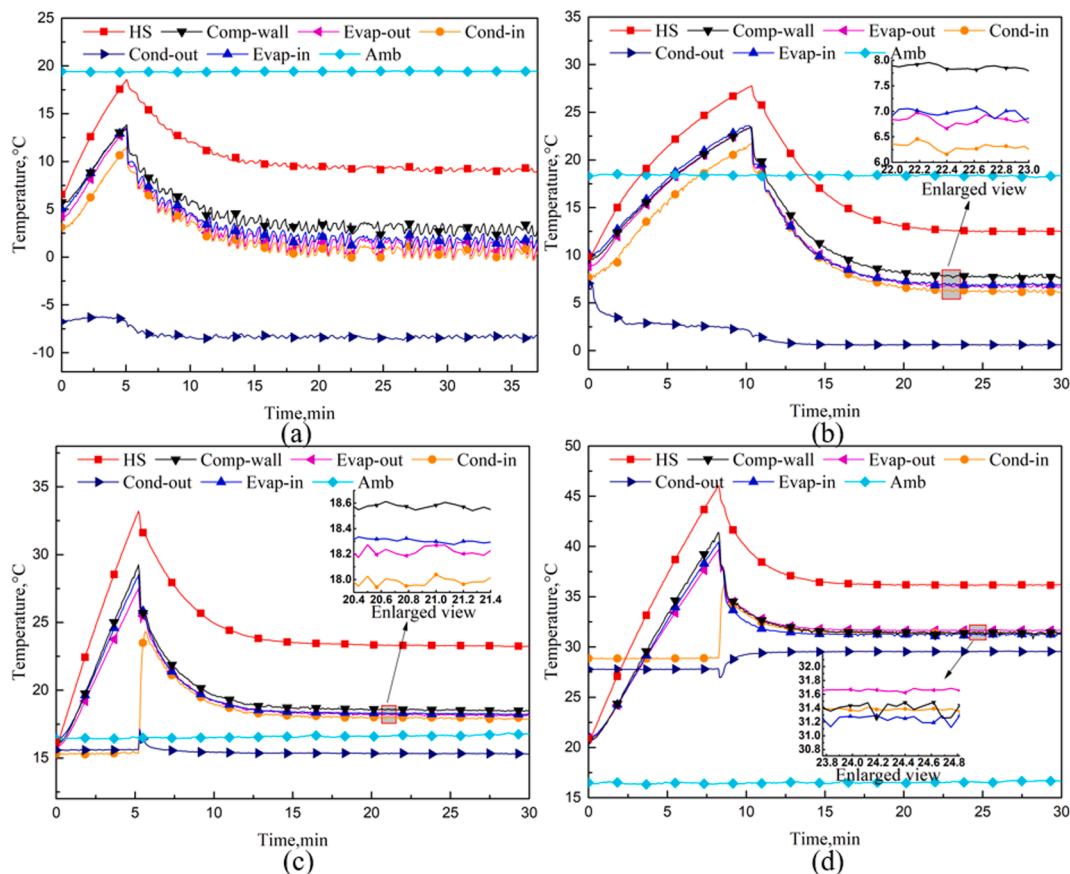 25
20
15
10
5
0
-5
-10
Temperature,°C
HS Comp-wall Evap-out Cond-in
Cond-out Evap-in Amb
0 5 10 15 20 25 30 35
Time,min
(a)
35
30
25
20
15
10
5
0
Temperature,°C
HS Comp-wall Evap-out Cond-in
Cond-out Evap-in Amb
8.0
7.5
7.0
6.5
6.0
22.0 22.2 22.4 22.6 22.8 23.0
Enlarged view
0 5 10 15 20 25 30
Time,min
(b)
35
30
25
20
15
Temperature,°C
HS Comp-wall Evap-out Cond-in
Cond-out Evap-in Amb
18.6
18.4
18.2
18.0
20.4 20.6 20.8 21.0 21.2 21.4
Enlarged view
0 5 10 15 20 25 30
Time,min
(c)
50
45
40
35
30
25
20
15
Temperature,°C
HS Comp-wall Evap-out Cond-in
Cond-out Evap-in Amb
32.0
31.8
31.6
31.4
31.2
31.0
30.8
23.8 24.0 24.2 24.4 24.6 24.8
Enlarged view
0 5 10 15 20 25 30
Time,min
(d)